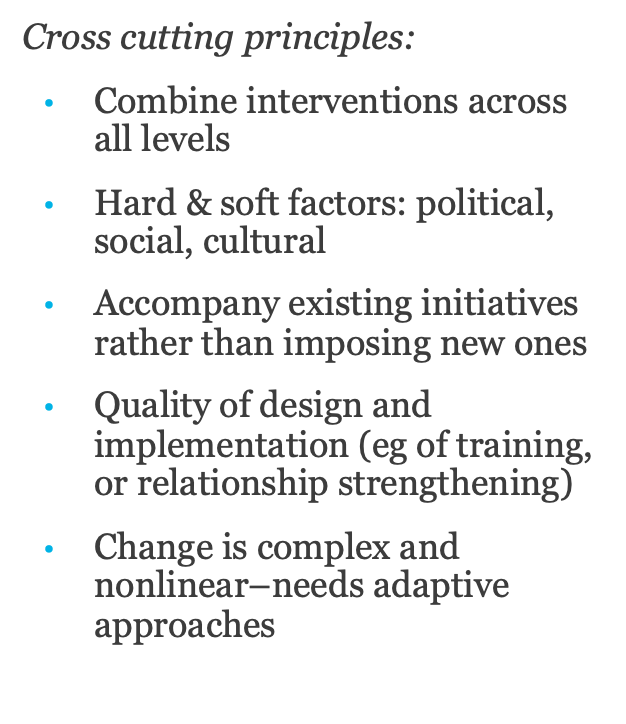 Cross cutting principles:
• Combine interventions across
all levels
• Hard & soft factors: political,
social, cultural
• Accompany existing initiatives
rather than imposing new ones
• Quality of design and
implementation (eg of training,
or relationship strengthening)
• Change is complex and
nonlinear–needs adaptive
approaches